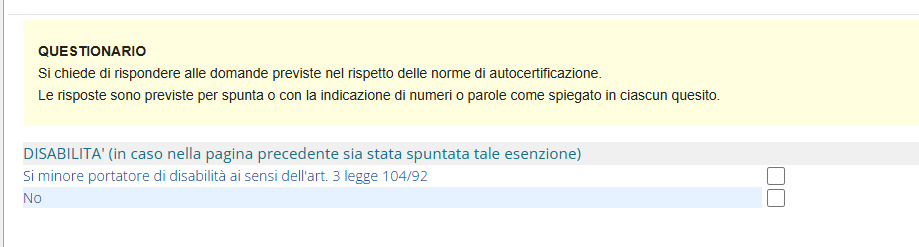 QUESTIONARIO
Si chiede di rispondere alle domande previste nel rispetto delle norme di autocertificazione.
Le risposte sono previste per spunta o con la indicazione di numeri o parole come spiegato in ciascun quesito.
DISABILITA' (in caso nella pagina precedente sia stata spuntata tale esenzione)
Si minore portatore di disabilità ai sensi dell'art. 3 legge 104/92
No